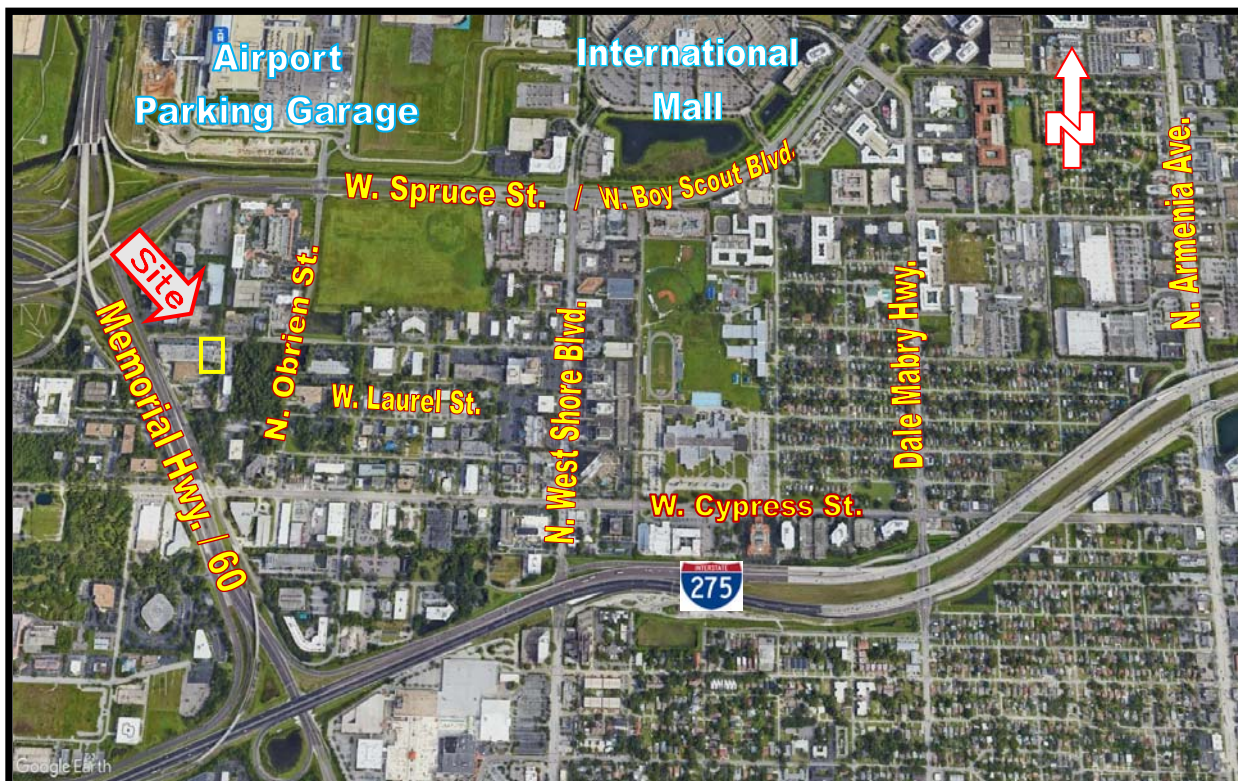 Airport
Parking Garage
International
Mall
N
W. Spruce St. / W. Boy Scout Blvd.
N. Armenia Ave.
Site
N. Obrien St.
Memorial Hwy. / 60
W. Laurel St.
N. West Shore Blvd.
Dale Mabry Hwy.
W. Cypress St.
INTERSTATE
275
Google Earth